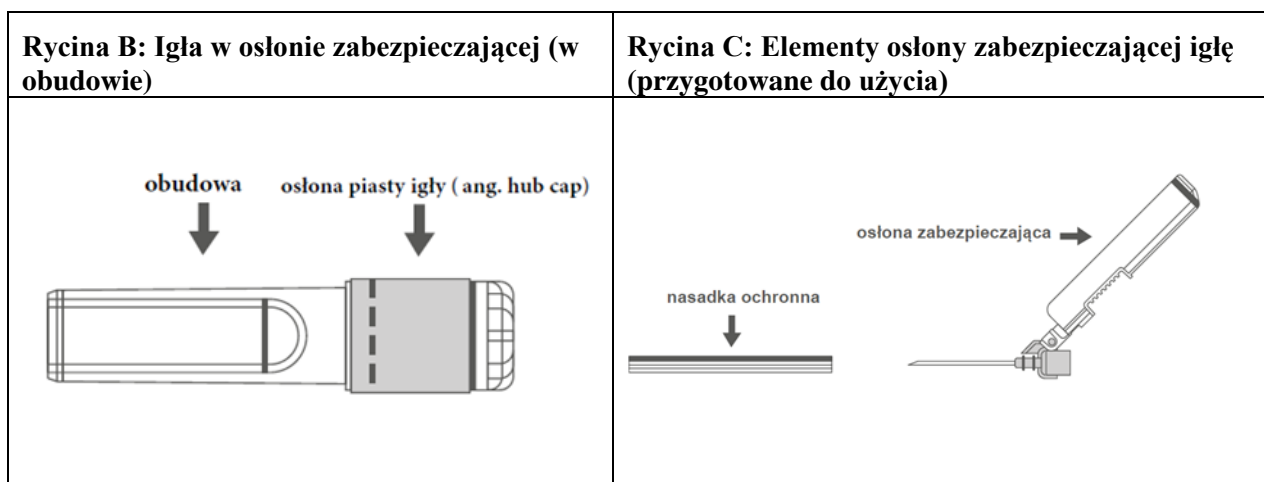 Rycina B: Igła w osłonie zabezpieczającej (w
obudowie)
Rycina C: Elementy osłony zabezpieczającej igłę
(przygotowane do użycia)
obudowa
osłona piasty igły ( ang. hub cap)
osłona zabezpieczająca
nasadka ochronna